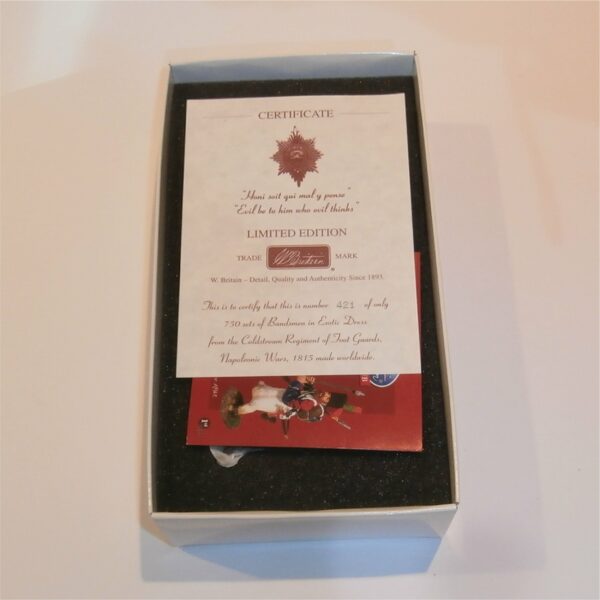 CERTIFICATE
"Honi soit qui mal y pense"
"Evil be to him who evil thinks"
LIMITED EDITION
TRADE W Britain MARK
W. Britain – Detail, Quality and Authenticity Since 1893.
This is to certify that this is number 421 of only
750 sets of Bandsmen in Exotic Dress
from the Coldstream Regiment of Foot Guards,
Napoleonic Wars, 1815 made worldwide.